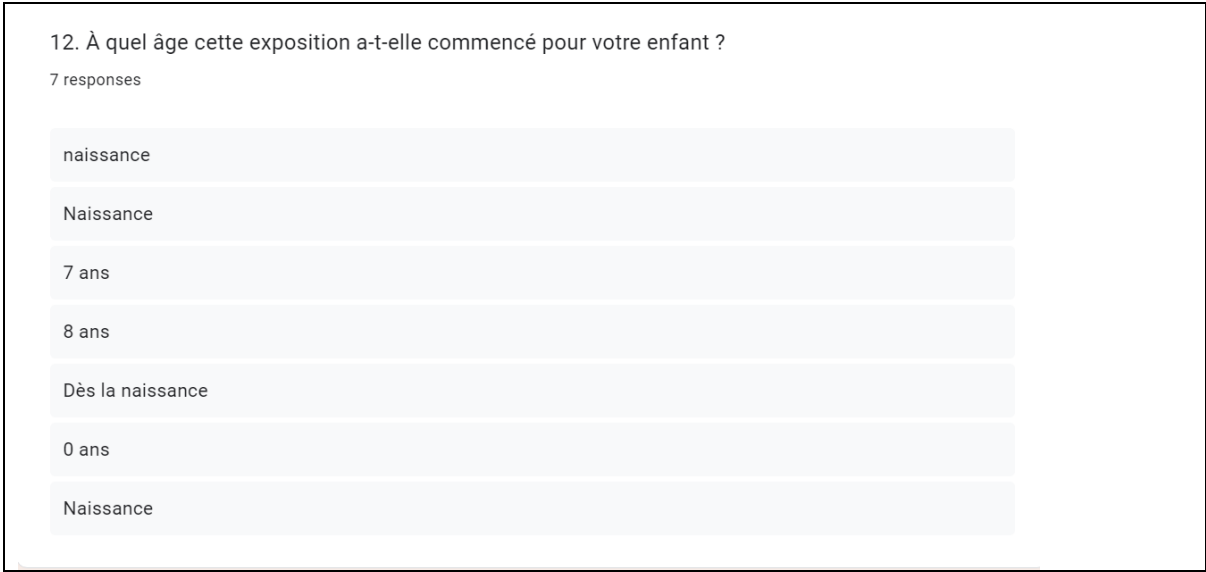 12. À quel âge cette exposition a-t-elle commencé pour votre enfant ?
7 responses
naissance
Naissance
7 ans
8 ans
Dès la naissance
0 ans
Naissance